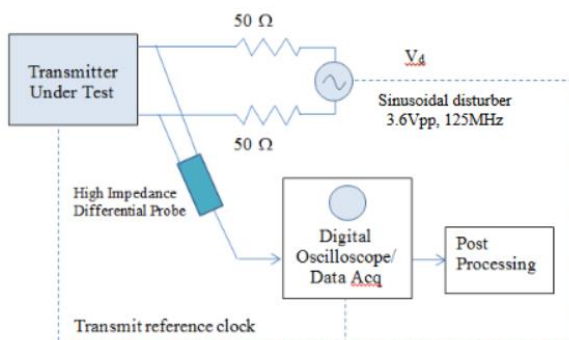 50 Ω
Transmitter
Under Test
Vd
Sinusoidal disturber
3.6Vpp, 125MHz
50 Ω
High Impedance
Differential Probe
Digital
Oscilloscope/
Data Acq
Post
Processing
Transmit reference clock